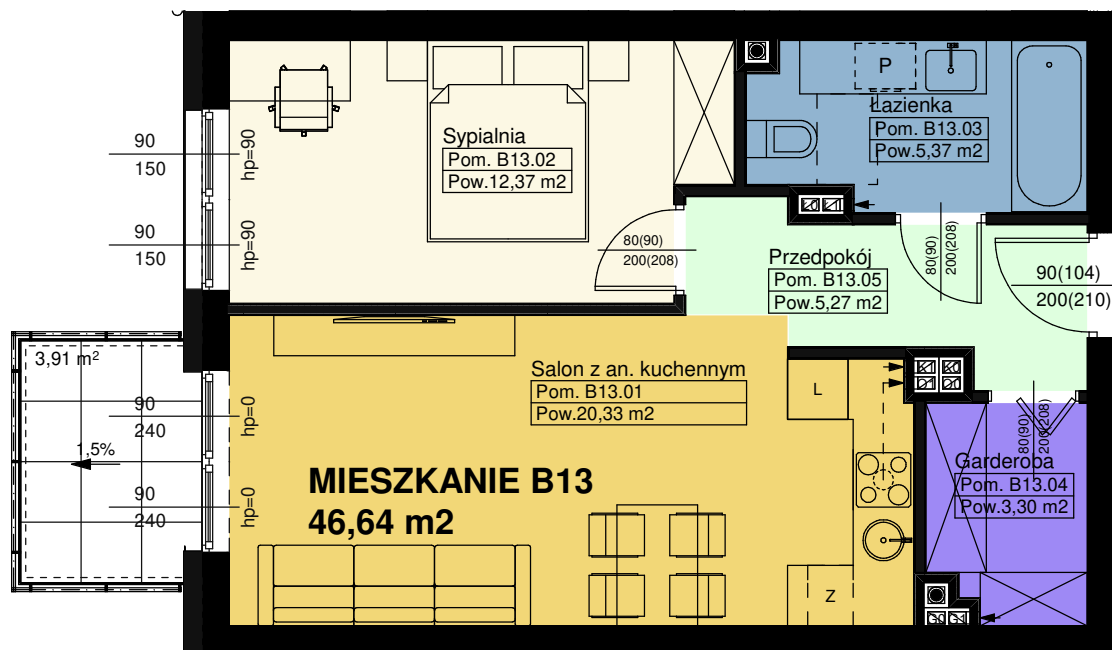 Sypialnia
Pom. B13.02
Pow.12,37 m2
P
Łazienka
Pom. B13.03
Pow.5,37 m2
90
150
hp=90
90
150
hp=90
80(90)
200(208)
80(90)
200(208)
Przedpokój
Pom. B13.05
Pow.5,27 m2
90(104)
200(210)
3,91 m²
90
240
hp=0
1,5%
90
240
hp=0
Salon z an. kuchennym
Pom. B13.01
Pow.20,33 m2
L
MIESZKANIE B13
46,64 m2
Z
80(90)
200(208)
Garderoba
Pom. B13.04
Pow.3,30 m2